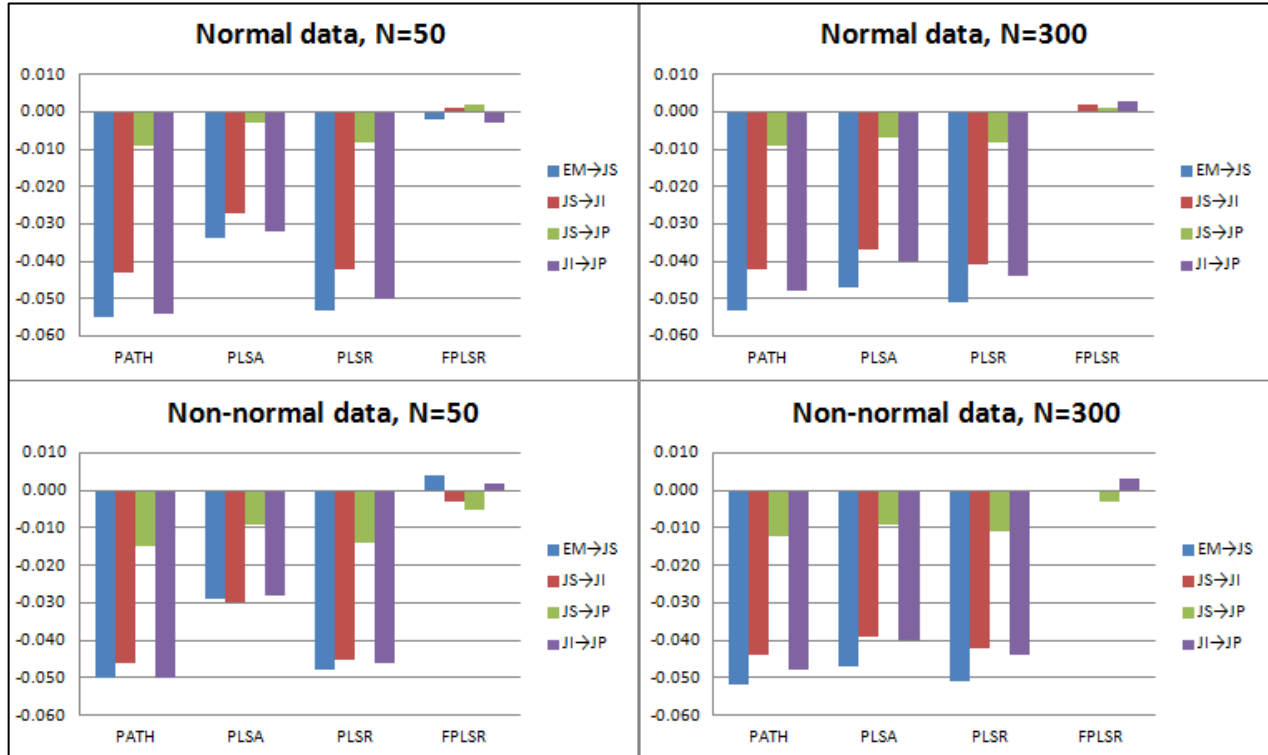 Normal data, N=50
0.010
0.000
-0.010
-0.020
-0.030
-0.040
-0.050
-0.060
PATH PLSA PLSR FPLSR
EM→JS
JS→JI
JS→JP
JI→JP
Normal data, N=300
0.010
0.000
-0.010
-0.020
-0.030
-0.040
-0.050
-0.060
PATH PLSA PLSR FPLSR
EM→JS
JS→JI
JS→JP
JI→JP
Non-normal data, N=50
0.010
0.000
-0.010
-0.020
-0.030
-0.040
-0.050
-0.060
PATH PLSA PLSR FPLSR
EM→JS
JS→JI
JS→JP
JI→JP
Non-normal data, N=300
0.010
0.000
-0.010
-0.020
-0.030
-0.040
-0.050
-0.060
PATH PLSA PLSR FPLSR
EM→JS
JS→JI
JS→JP
JI→JP